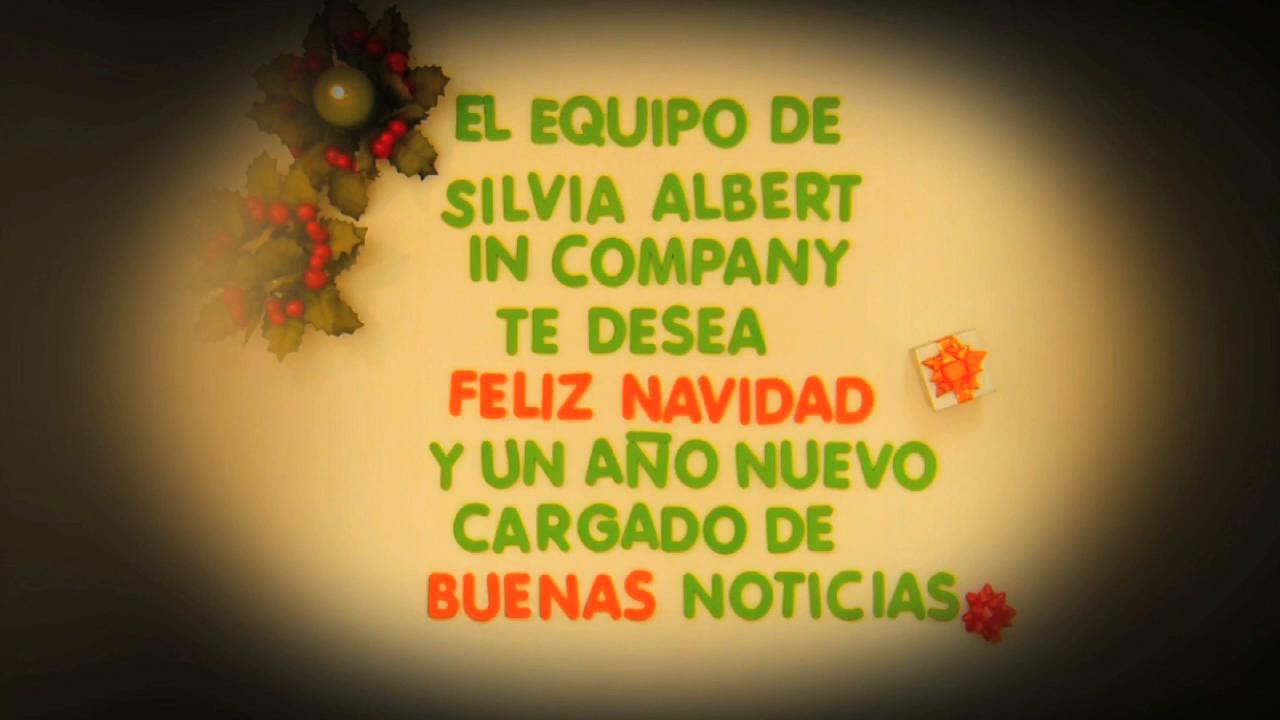 EL EQUIPO DE
SILVIA ALBERT
IN COMPANY
TE DESEA
FELIZ NAVIDAD
Y UN AÑO NUEVO
CARGADO DE
BUENAS NOTICIAS